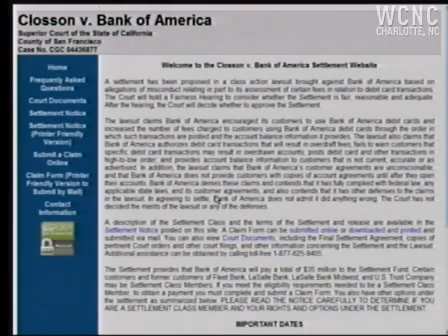 WCNC
CHARLOTTE, NC
Closson v. Bank of America
Superior Court of the State of California
County of San Francisco
Case No. CGC 04436877
Home
Frequently Asked
Questions
Court Documents
Settlement Notice
Settlement Notice
(Printer Friendly
Version)
Submit a Claim
Online
Claim Form (Printer
Friendly Version to
Submit by Mail)
Contact
Information
Welcome to the Closson v. Bank of America Settlement Website
A settlement has been proposed in a class action lawsuit brought against Bank of America based on
allegations of misconduct relating in part to its assessment of certain fees in relation to debit card transactions.
The Court will hold a Fairness Hearing to consider whether the Settlement is fair, reasonable and adequate.
After the hearing, the Court will decide whether to approve the Settlement.
The lawsuit claims Bank of America encouraged its customers to use Bank of America debit cards and
increased the number of fees charged to customers using Bank of America debit cards through the order in
which such transactions are posted and the account balance information it provides. The lawsuit also claims that
Bank of America authorizes debit card transactions that will result in overdraft fees, fails to warn customers
that specific debit card transactions may result in overdrawn accounts, posts debit card and other transactions in
high-to-low order, and provides account balance information to customers that is not current, accurate or as
advertised. In addition, the lawsuit claims that Bank of America's customer agreements are unconscionable,
and that Bank of America does not provide customers with copies of account agreements until after they open
their accounts. Bank of America denies these claims and contends that it has fully complied with federal law, any
applicable state laws, and its customer agreements, and also contends that it has other defenses to the claims
in the lawsuit. In agreeing to settle, Bank of America does not admit it did anything wrong. The Court has
not decided the merits of the lawsuit or any of the defenses.
A description of the Settlement Class and the terms of the Settlement and release are available in the
Settlement Notice posted on this site. A Claim Form can be submitted online or downloaded and printed and
submitted via mail. You can also view Court Documents, including the Final Settlement Agreement, copies of
pertinent Court orders and other court filings, and other information concerning the Settlement and the Lawsuit.
Additional assistance can be obtained by calling toll-free 1-877-625-9405.
The Settlement provides that Bank of America will pay a total of $35 million to the Settlement Fund. Certain
customers and former customers of Fleet Bank, LaSalle Bank, LaSalle Bank Midwest, and U.S. Trust Company
may be Settlement Class Members. If you meet the eligibility requirements needed to be a Settlement Class
Member, to obtain a payment you must complete and submit a Claim Form. You also have other options under
the settlement as summarized below. PLEASE READ THE NOTICE CAREFULLY TO DETERMINE IF YOU
ARE A SETTLEMENT CLASS MEMBER AND YOUR RIGHTS AND OPTIONS UNDER THE SETTLEMENT
IMPORTANT DATES